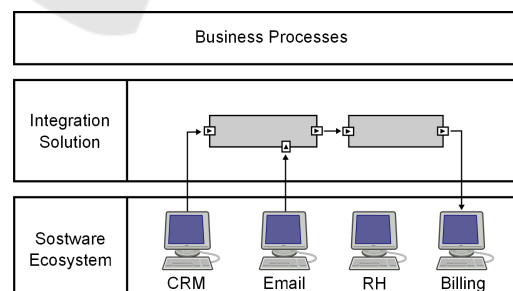 Business Processes
Integration
Solution
Sostware
Ecosystem
CRM
Email
RH
Billing